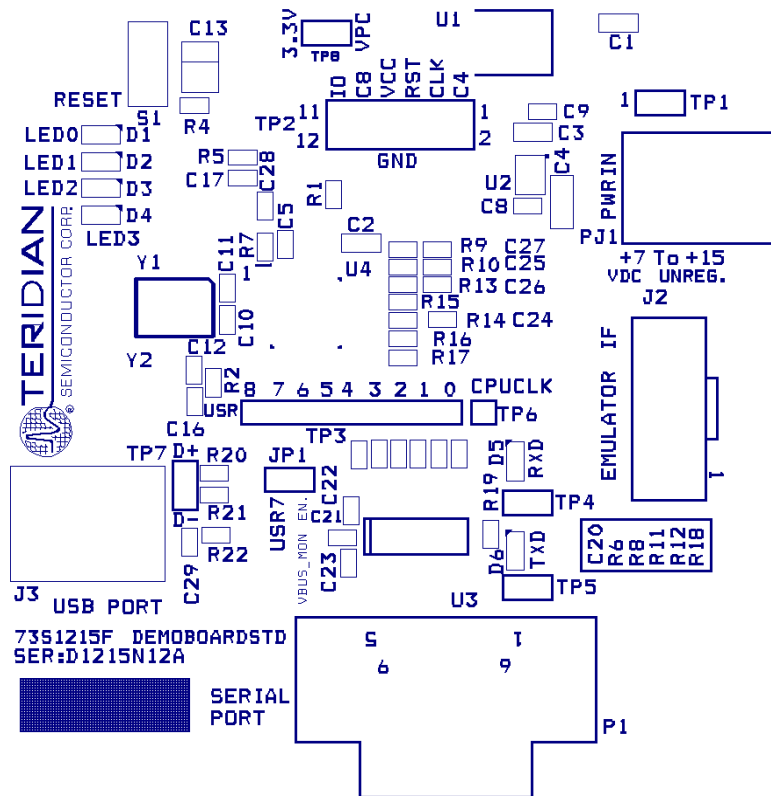 C13
3.3V
VPC
TP8
U1
C1
RESET
S1
R4
IO
C8
VCC
RST
CLK
C4
11
1
TP2
12
2
GND
C9
C3
1
TP1
LED0
D1
LED1
D2
LED2
D3
D4
LED3
R5
C17
C28
R1
U2
C4
C8
PWRIN
PJ1
+7 To +15
VDC UNREG.
TERIDIAN
SEMICONDUCTOR CORP.
®
R7
C5
C2
U4
Y1
C11
1
C10
Y2
C12
R2
C16
R9 C27
R10 C25
R13 C26
R15
R14 C24
R16
R17
J2
EMULATOR IF
1
8 7 6 5 4 3 2 1 0
USR
CPUCLK
TP3
TP6
TP7
D+
R20
R21
D-
R22
C29
JP1
USR7
VBUS_MON EN.
C22
C21
C23
D5
RXD
R19
TP4
D6
TXD
TP5
C20
R6
R8
R11
R12
R18
J3
USB PORT
U3
73S1215F DEMOBOARDSTD
SER:D1215N12A
5
1
9
6
SERIAL
PORT
P1